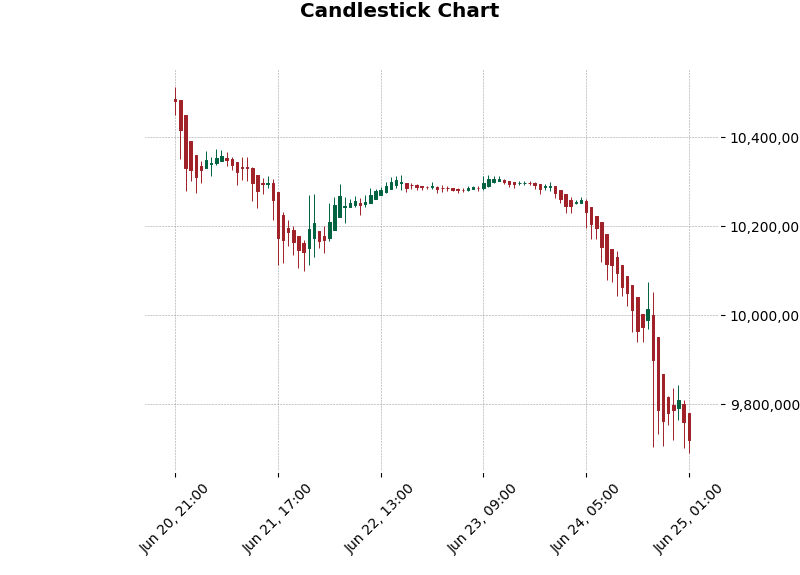 Candlestick Chart
10,400,00
10,200,00
10,000,00
9,800,000
Jun 20, 21:00
Jun 21, 17:00
Jun 22, 13:00
Jun 23, 09:00
Jun 24, 05:00
Jun 25, 01:00